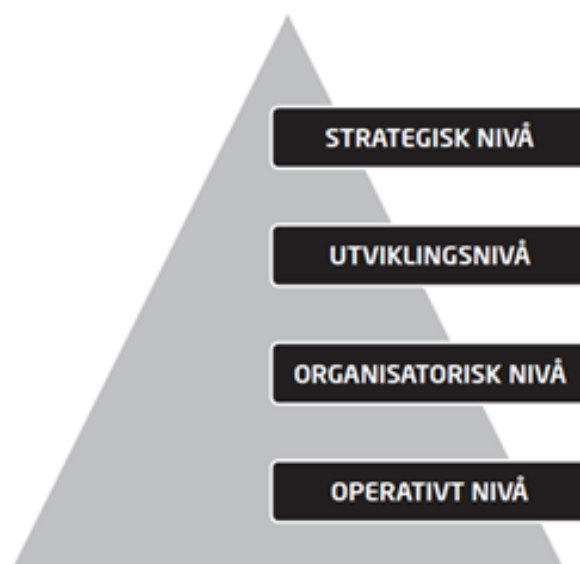 STRATEGISK NIVÅ
UTVIKLINGSNIVÅ
ORGANISATORISK NIVÅ
OPERATIVT NIVÅ